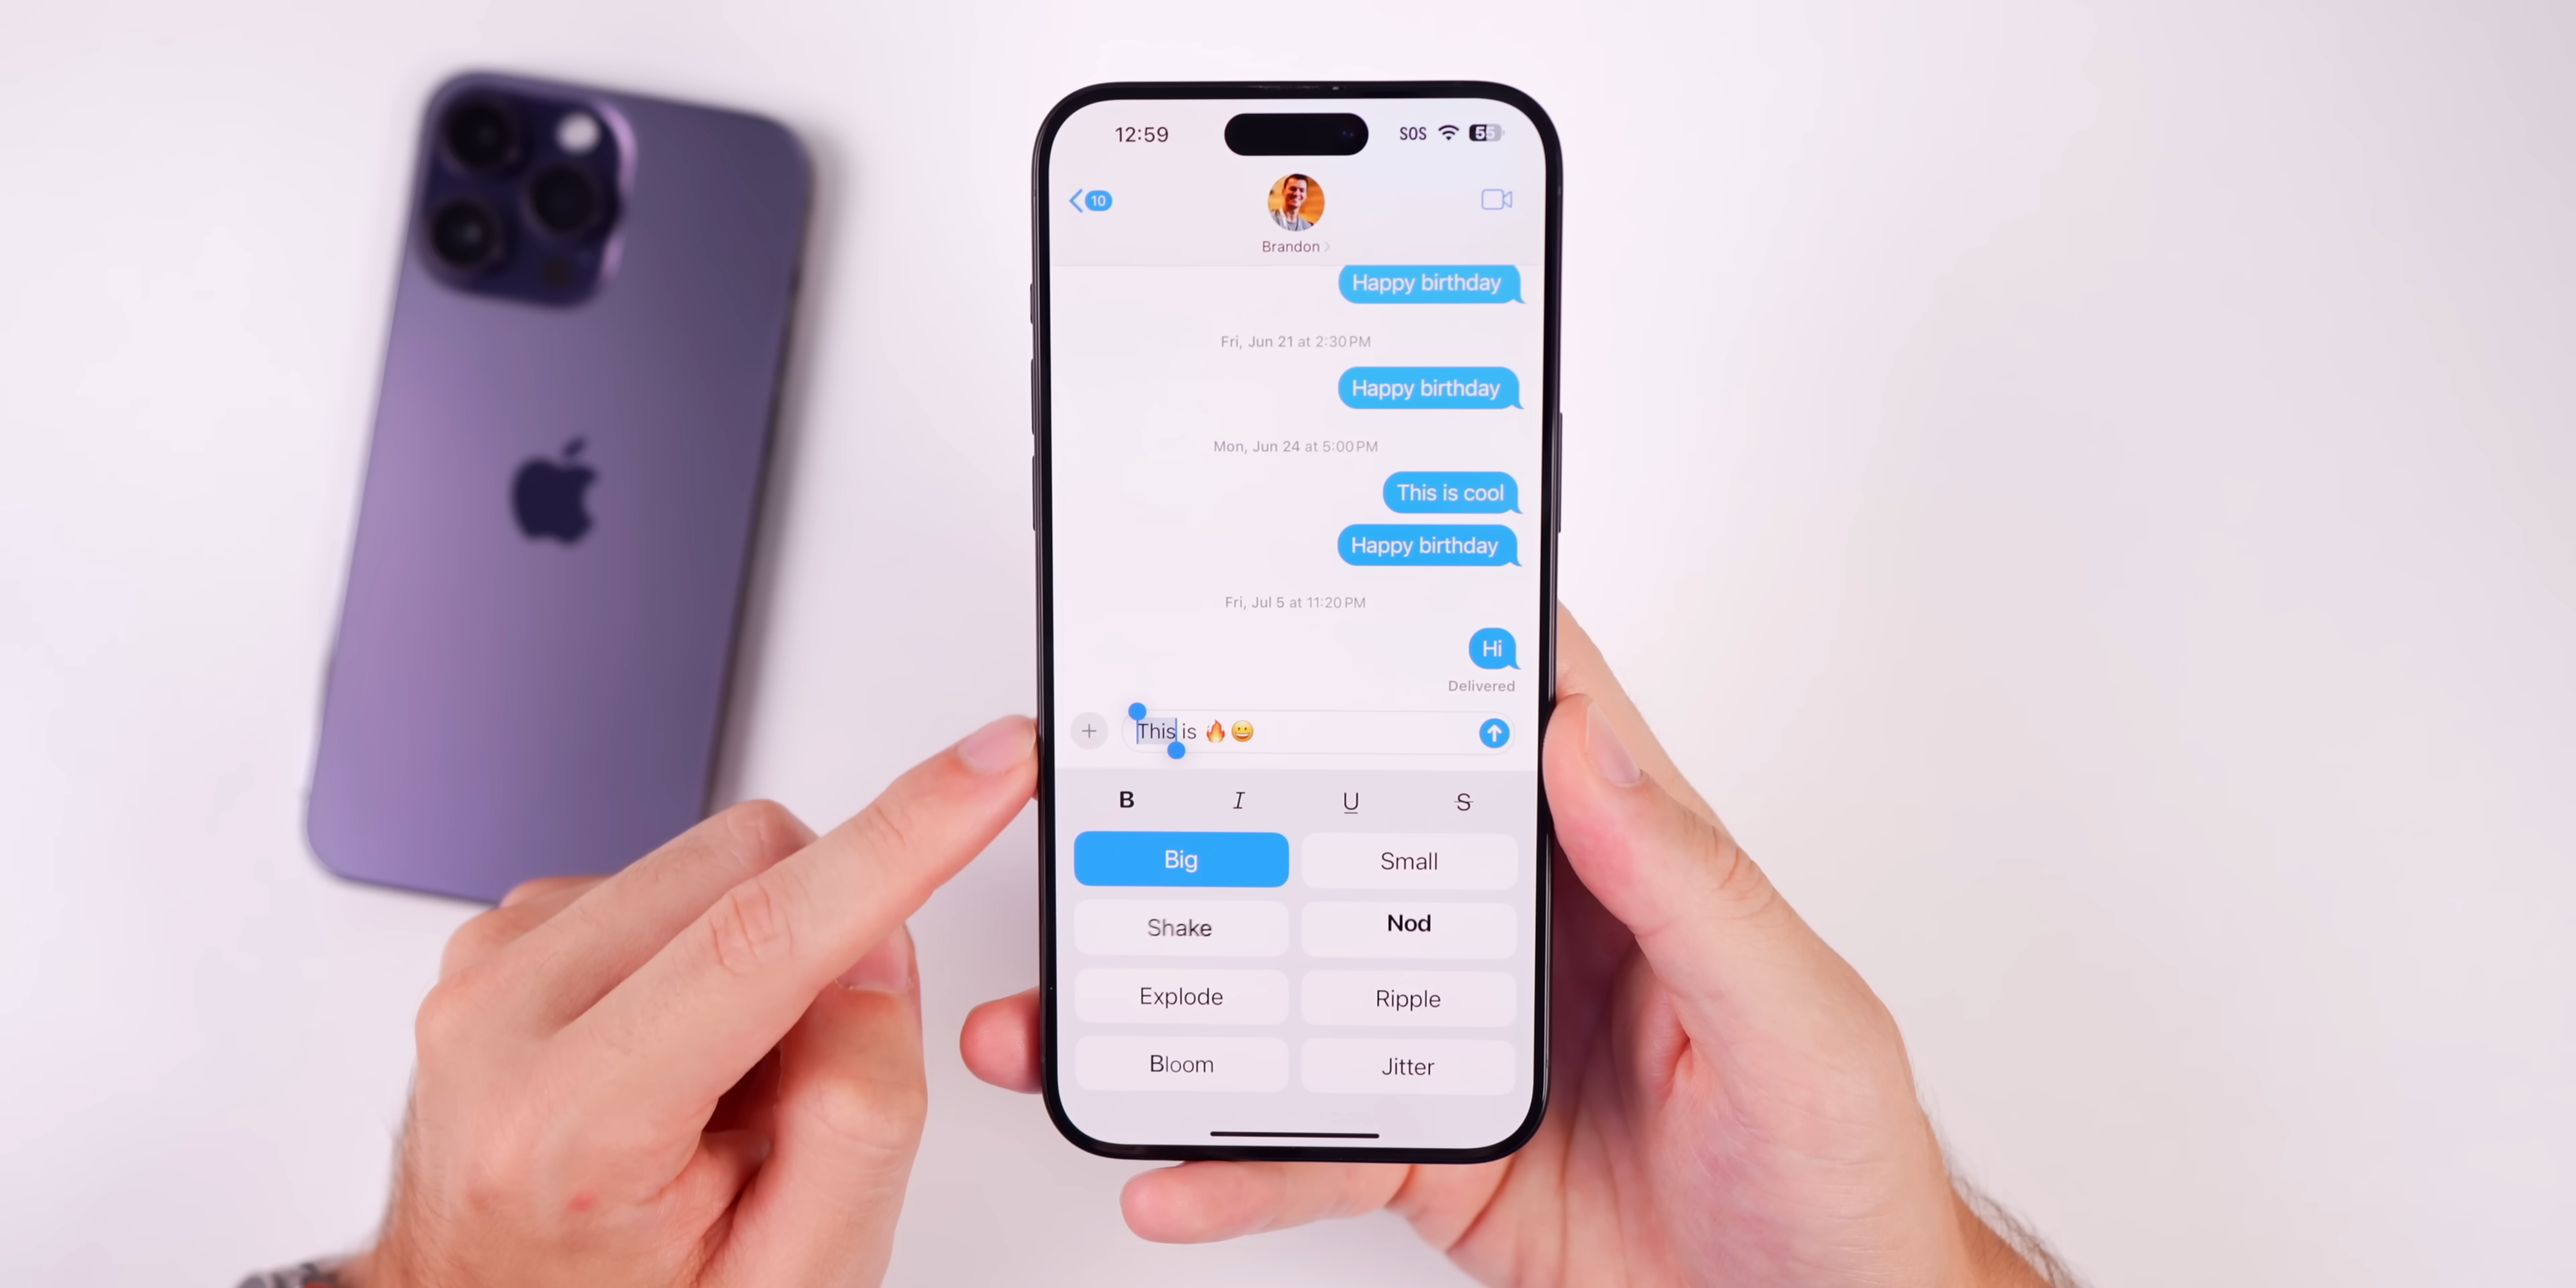 12:59 SOS 55
10
Brandon
Happy birthday
Fri, Jun 21 at 2:30 PM
Happy birthday
Mon, Jun 24 at 5:00 PM
This is cool
Happy birthday
Fri, Jul 5 at 11:20 PM
Hi
Delivered
This is 🔥😀
B I U S
Big Small
Shake Nod
Explode Ripple
Bloom Jitter